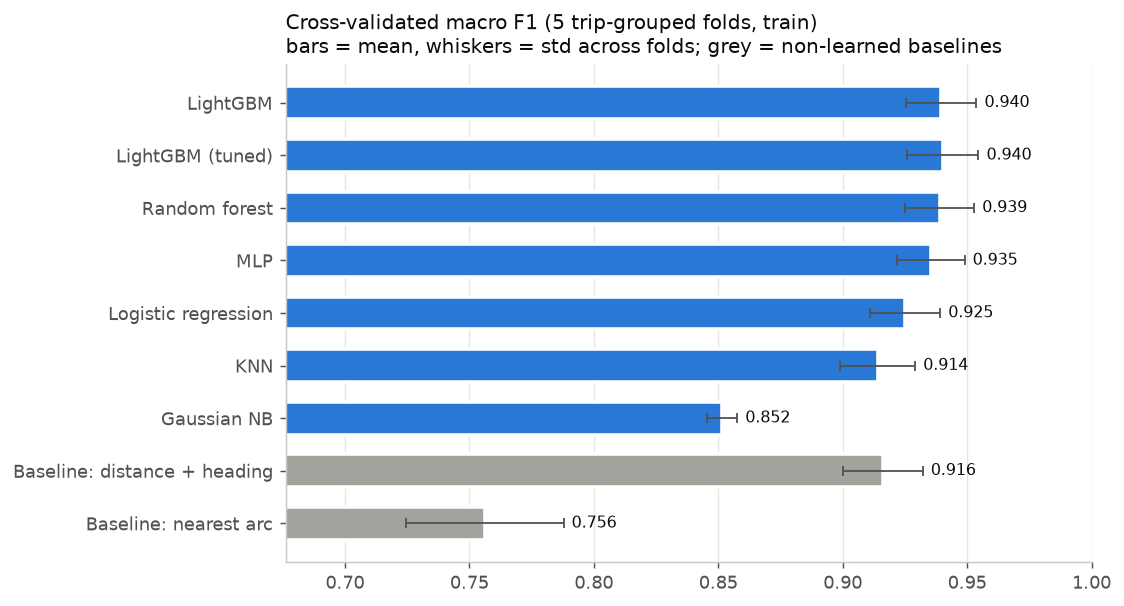 Cross-validated macro F1 (5 trip-grouped folds, train)
bars = mean, whiskers = std across folds; grey = non-learned baselines
LightGBM 0.940
LightGBM (tuned) 0.940
Random forest 0.939
MLP 0.935
Logistic regression 0.925
KNN 0.914
Gaussian NB 0.852
Baseline: distance + heading 0.916
Baseline: nearest arc 0.756
0.70 0.75 0.80 0.85 0.90 0.95 1.00